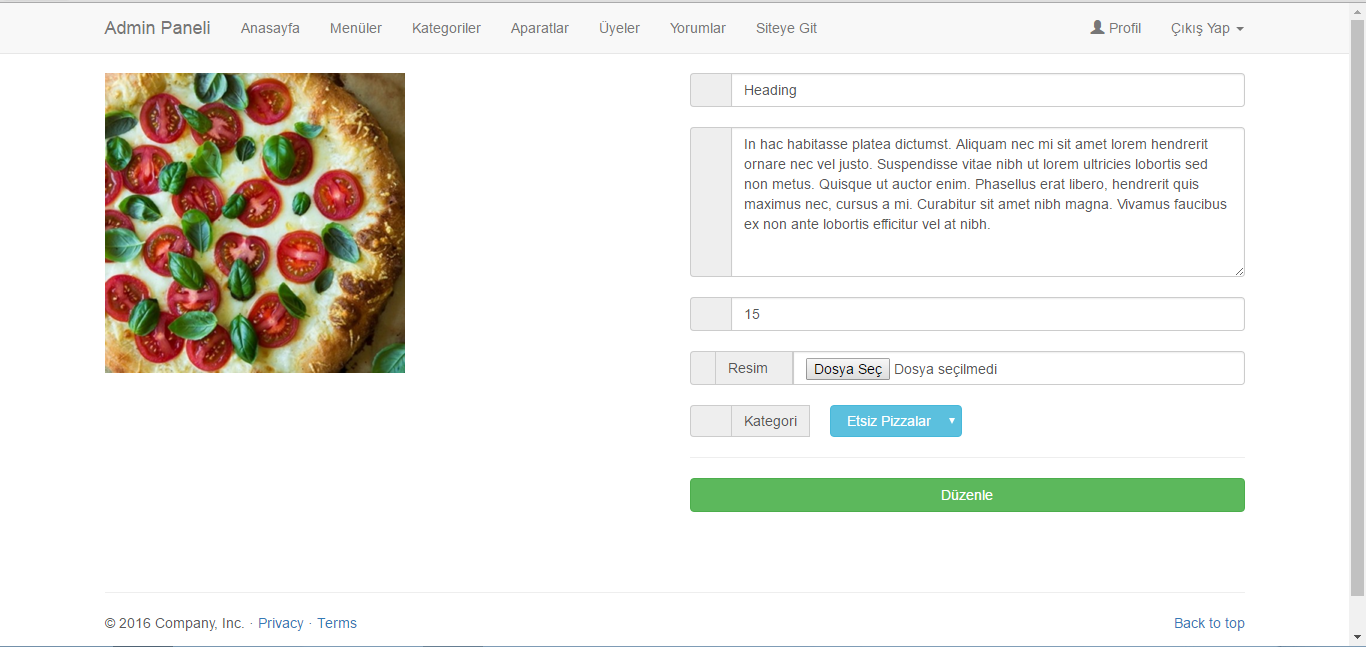 Admin Paneli Anasayfa Menüler Kategoriler Aparatlar Üyeler Yorumlar Siteye Git Profil Çıkış Yap
Heading
In hac habitasse platea dictumst. Aliquam nec mi sit amet lorem hendrerit
ornare nec vel justo. Suspendisse vitae nibh ut lorem ultricies lobortis sed
non metus. Quisque ut auctor enim. Phasellus erat libero, hendrerit quis
maximus nec, cursus a mi. Curabitur sit amet nibh magna. Vivamus faucibus
ex non ante lobortis efficitur vel at nibh.
15
Resim Dosya Seç Dosya seçilmedi
Kategori Etsiz Pizzalar
Düzenle
© 2016 Company, Inc. · Privacy · Terms Back to top